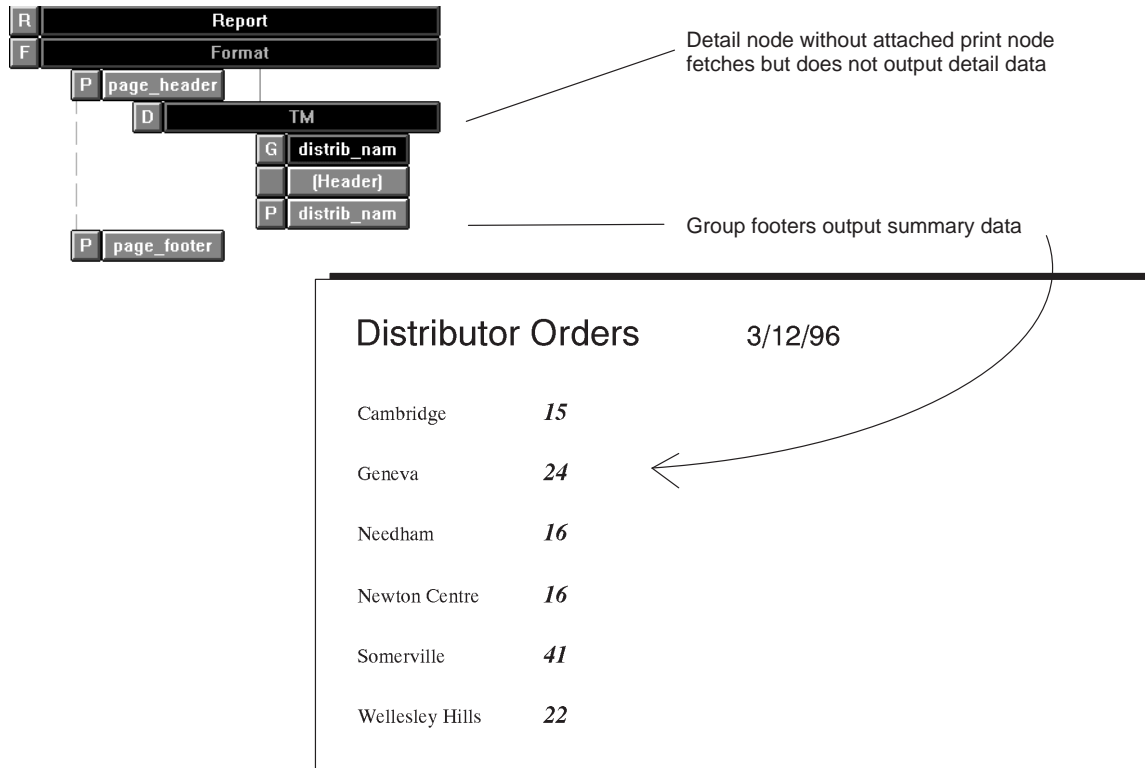 R Report
F Format
P page_header
D TM
G distrib_nam
(Header)
P distrib_nam
P page_footer
Detail node without attached print node
fetches but does not output detail data
Group footers output summary data
Distributor Orders 3/12/96
Cambridge 15
Geneva 24
Needham 16
Newton Centre 16
Somerville 41
Wellesley Hills 22